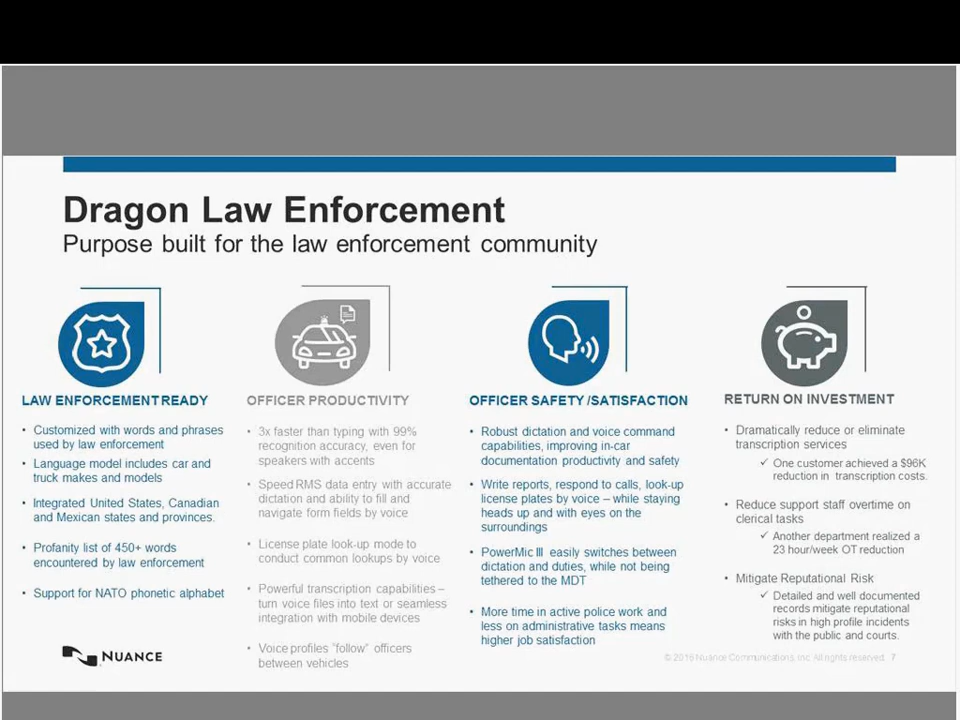 Dragon Law Enforcement
Purpose built for the law enforcement community
LAW ENFORCEMENT READY
• Customized with words and phrases
used by law enforcement
• Language model includes car and
truck makes and models
• Integrated United States, Canadian
and Mexican states and provinces.
• Profanity list of 450+ words
encountered by law enforcement
• Support for NATO phonetic alphabet
OFFICER PRODUCTIVITY
• 3x faster than typing with 99%
recognition accuracy, even for
speakers with accents
• Speed RMS data entry with accurate
dictation and ability to fill and
navigate form fields by voice
• License plate look-up mode to
conduct common lookups by voice
• Powerful transcription capabilities –
turn voice files into text or seamless
integration with mobile devices
• Voice profiles "follow" officers
between vehicles
OFFICER SAFETY /SATISFACTION
• Robust dictation and voice command
capabilities, improving in-car
documentation productivity and safety
• Write reports, respond to calls, look-up
license plates by voice – while staying
heads up and with eyes on the
surroundings
• PowerMic III easily switches between
dictation and duties, while not being
tethered to the MDT
• More time in active police work and
less on administrative tasks means
higher job satisfaction
RETURN ON INVESTMENT
• Dramatically reduce or eliminate
transcription services
✓ One customer achieved a $96K
reduction in transcription costs.
• Reduce support staff overtime on
clerical tasks
✓ Another department realized a
23 hour/week OT reduction
• Mitigate Reputational Risk
✓ Detailed and well documented
records mitigate reputational
risks in high profile incidents
with the public and courts.
NUANCE
© 2016 Nuance Communications, Inc. All rights reserved. 7